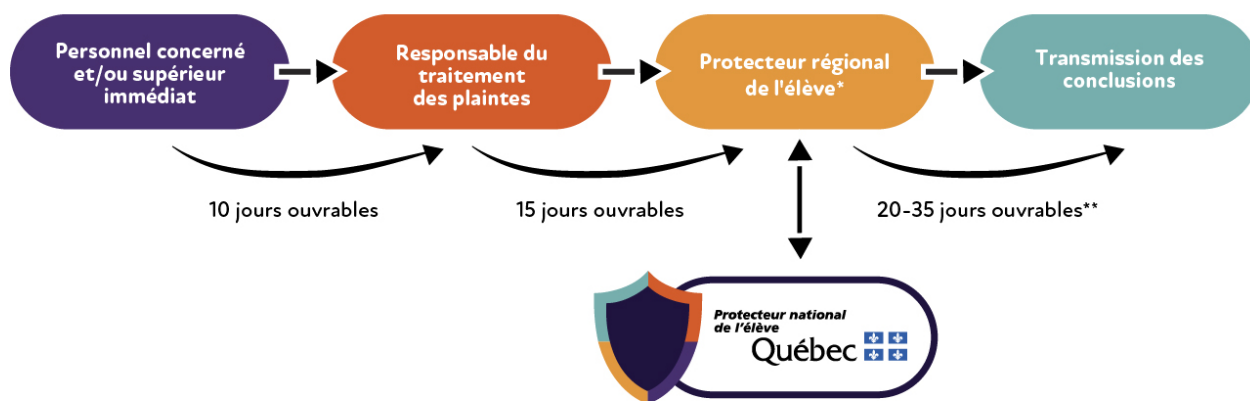 Personnel concerné
et/ou supérieur
immédiat
Responsable du
traitement
des plaintes
Protecteur régional
de l'élève*
Transmission des
conclusions
10 jours ouvrables
15 jours ouvrables
20-35 jours ouvrables**
Protecteur national
de l'élève
Québec